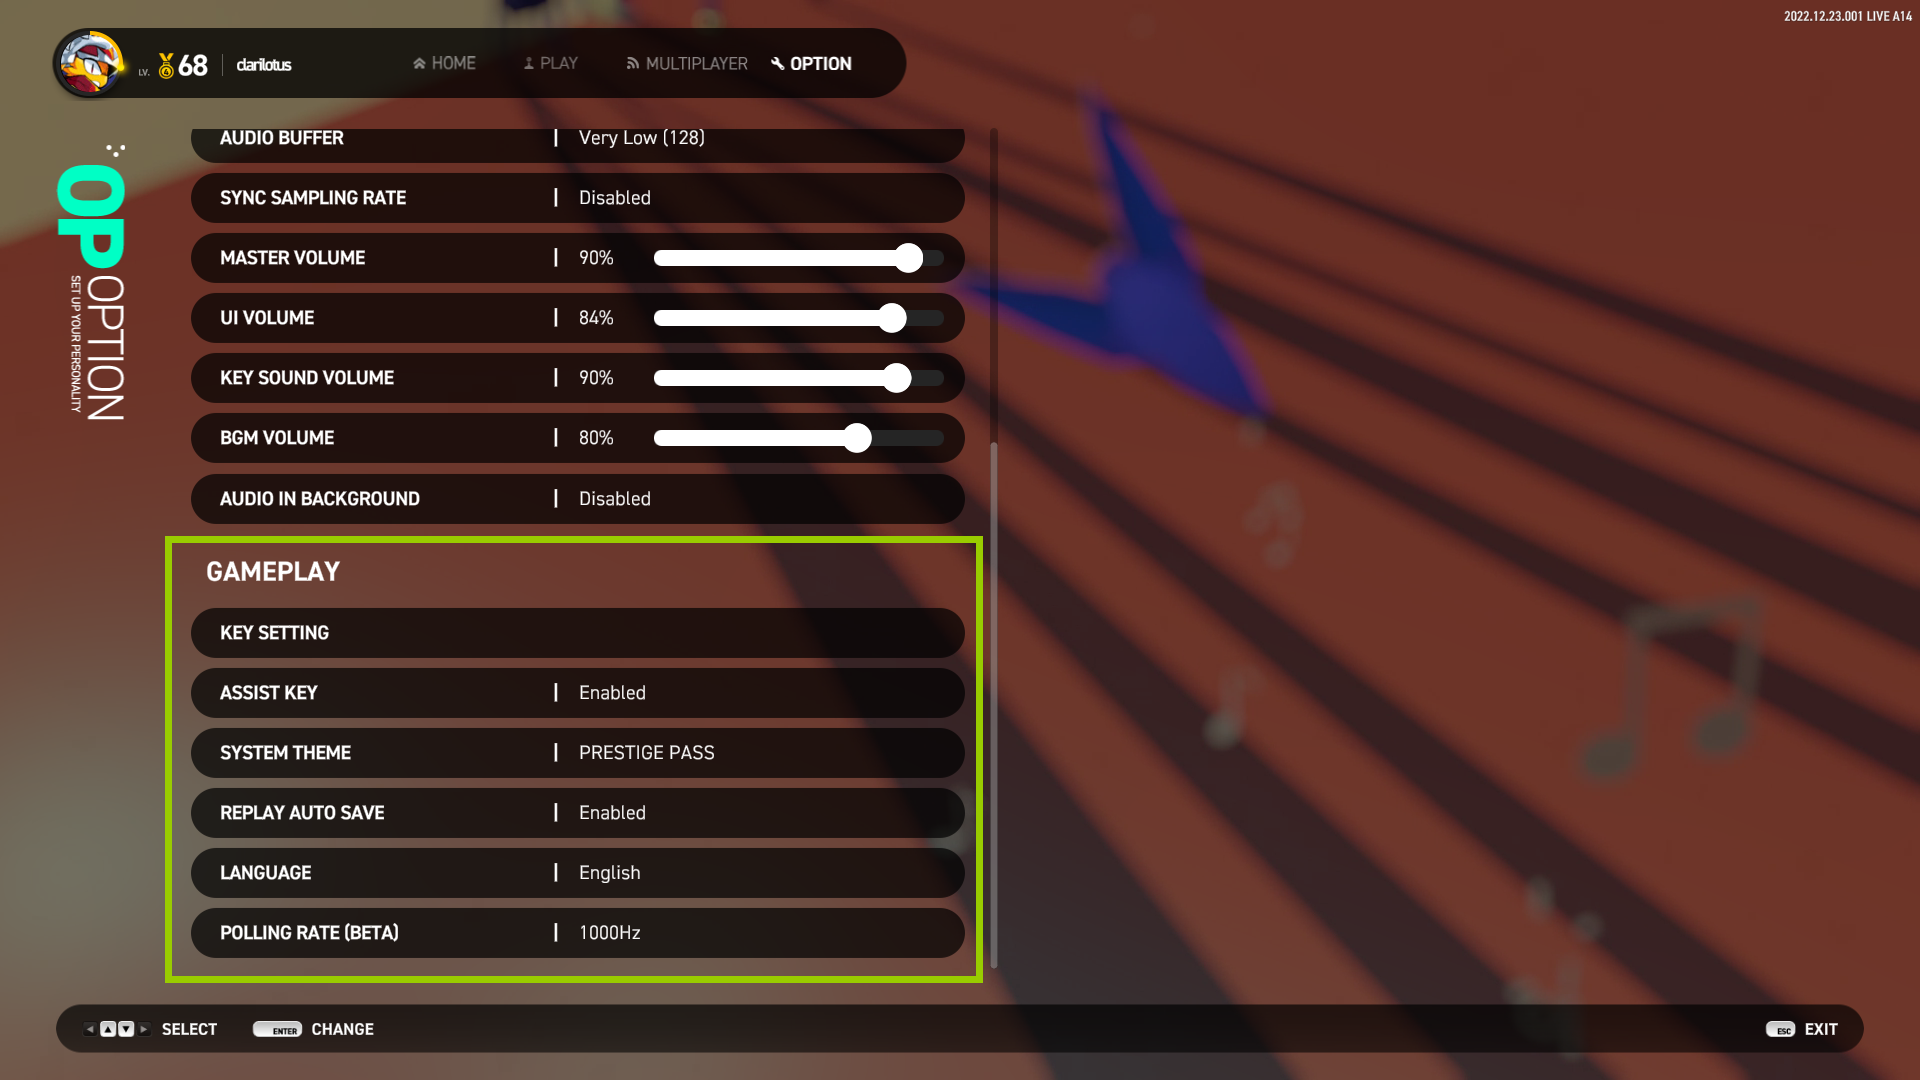 2022.12.23.001 LIVE A14
LV. 68 clarilotus
HOME PLAY MULTIPLAYER OPTION
OP
OPTION
SET UP YOUR PERSONALITY
AUDIO BUFFER Very Low (128)
SYNC SAMPLING RATE Disabled
MASTER VOLUME 90%
UI VOLUME 84%
KEY SOUND VOLUME 90%
BGM VOLUME 80%
AUDIO IN BACKGROUND Disabled
GAMEPLAY
KEY SETTING
ASSIST KEY Enabled
SYSTEM THEME PRESTIGE PASS
REPLAY AUTO SAVE Enabled
LANGUAGE English
POLLING RATE (BETA) 1000Hz
SELECT ENTER CHANGE ESC EXIT